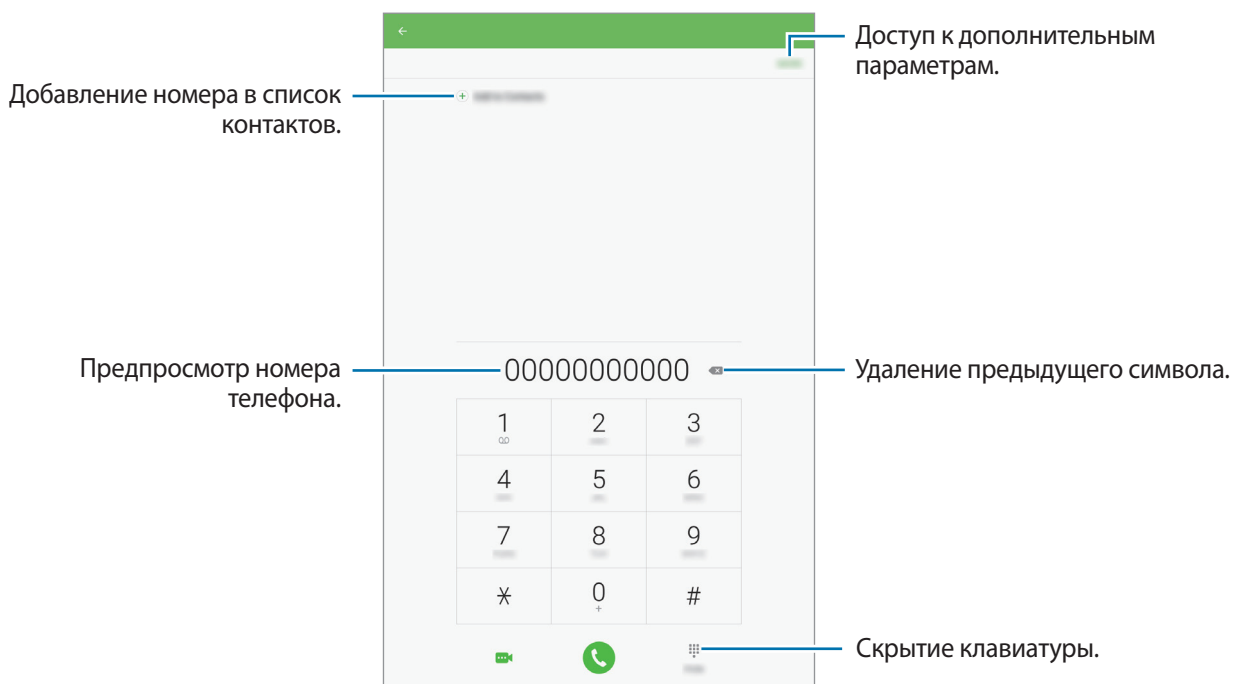 Доступ к дополнительным
параметрам.
Добавление номера в список
контактов.
Предпросмотр номера
телефона.
00000000000
Удаление предыдущего символа.
1 2 3
4 5 6
7 8 9
* 0 #
+
Скрытие клавиатуры.